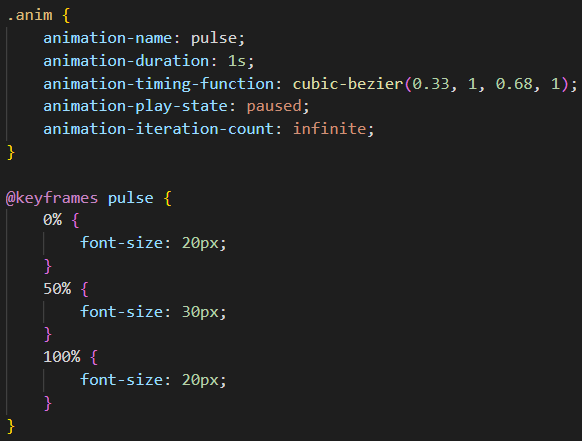 .anim {
    animation-name: pulse;
    animation-duration: 1s;
    animation-timing-function: cubic-bezier(0.33, 1, 0.68, 1);
    animation-play-state: paused;
    animation-iteration-count: infinite;
}

@keyframes pulse {
    0% {
        font-size: 20px;
    }
    50% {
        font-size: 30px;
    }
    100% {
        font-size: 20px;
    }
}